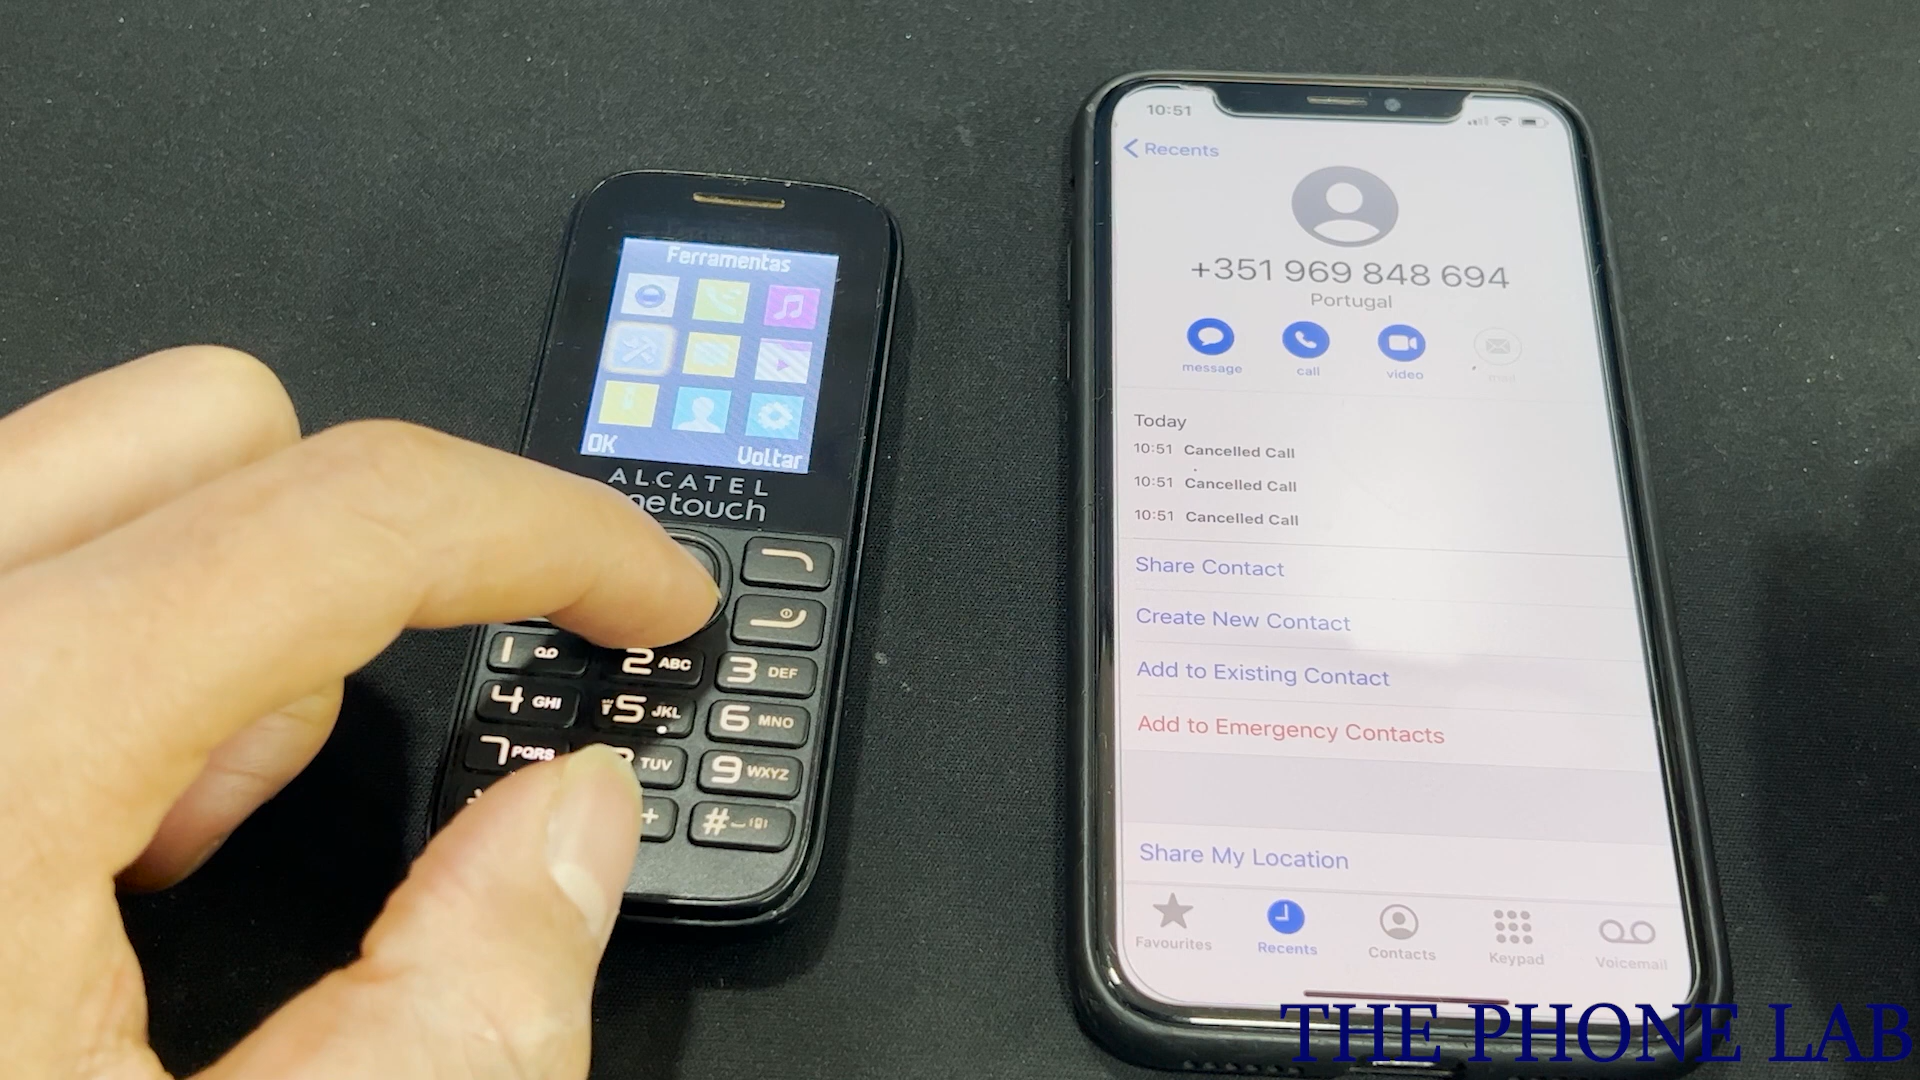 Ferramentas
OK
Voltar
ALCATEL
onetouch
1
2 ABC
3 DEF
4 GHI
5 JKL
6 MNO
7 PQRS
TUV
9 WXYZ
+
#
10:51
Recents
+351 969 848 694
Portugal
message
call
video
mail
Today
10:51 Cancelled Call
10:51 Cancelled Call
10:51 Cancelled Call
Share Contact
Create New Contact
Add to Existing Contact
Add to Emergency Contacts
Share My Location
Favourites
Recents
Contacts
Keypad
Voicemail
THE PHONE LAB